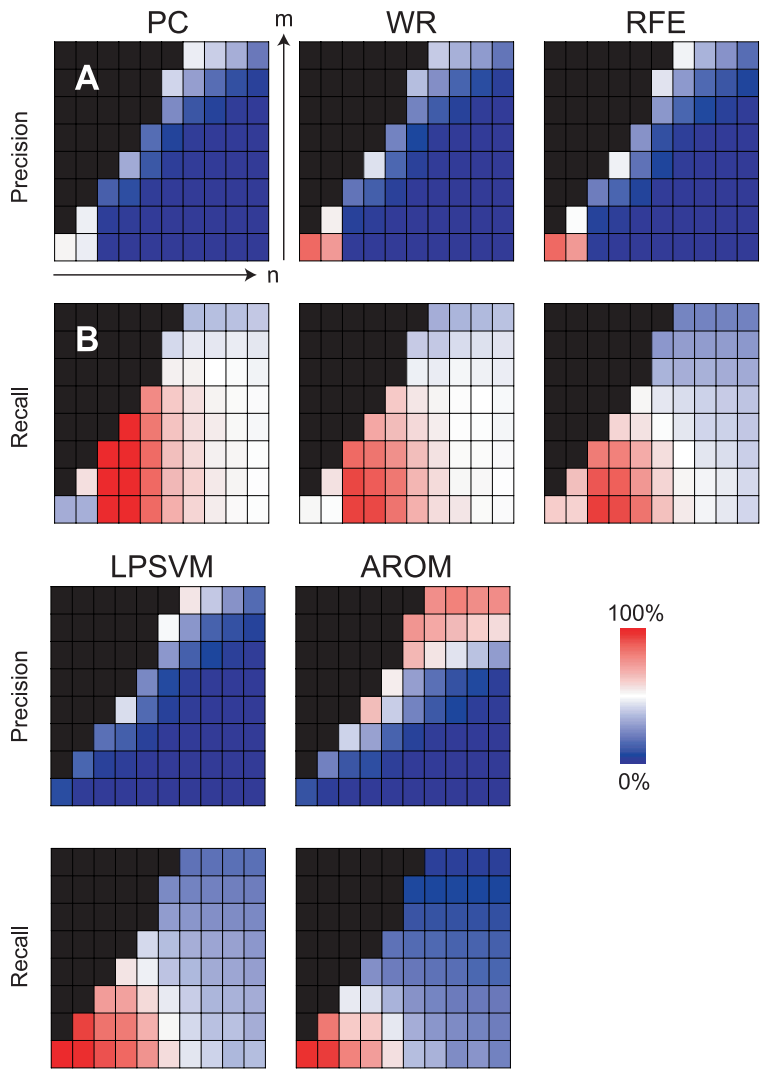 PC
m
WR
RFE
A
Precision
n
B
Recall
LPSVM
AROM
Precision
100%
0%
Recall